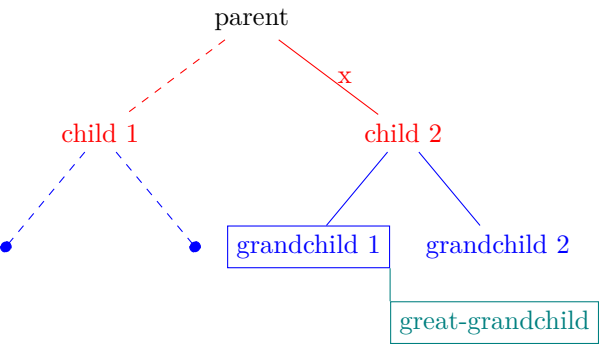 parent
x
child 1
child 2
grandchild 1
grandchild 2
great-grandchild